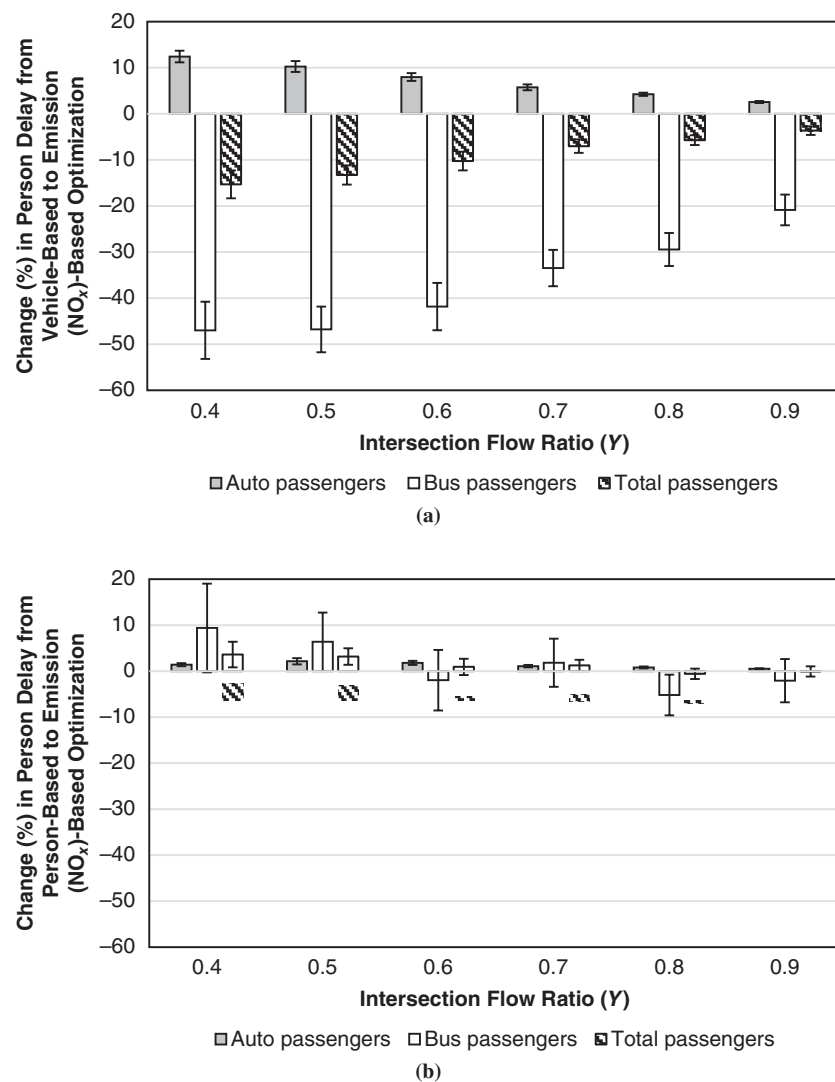 Change (%) in Person Delay from
Vehicle-Based to Emission
(NOx)-Based Optimization
20
10
0
–10
–20
–30
–40
–50
–60
0.4 0.5 0.6 0.7 0.8 0.9
Intersection Flow Ratio (Y)
Auto passengers Bus passengers Total passengers
(a)
Change (%) in Person Delay from
Person-Based to Emission
(NOx)-Based Optimization
20
10
0
–10
–20
–30
–40
–50
–60
0.4 0.5 0.6 0.7 0.8 0.9
Intersection Flow Ratio (Y)
Auto passengers Bus passengers Total passengers
(b)